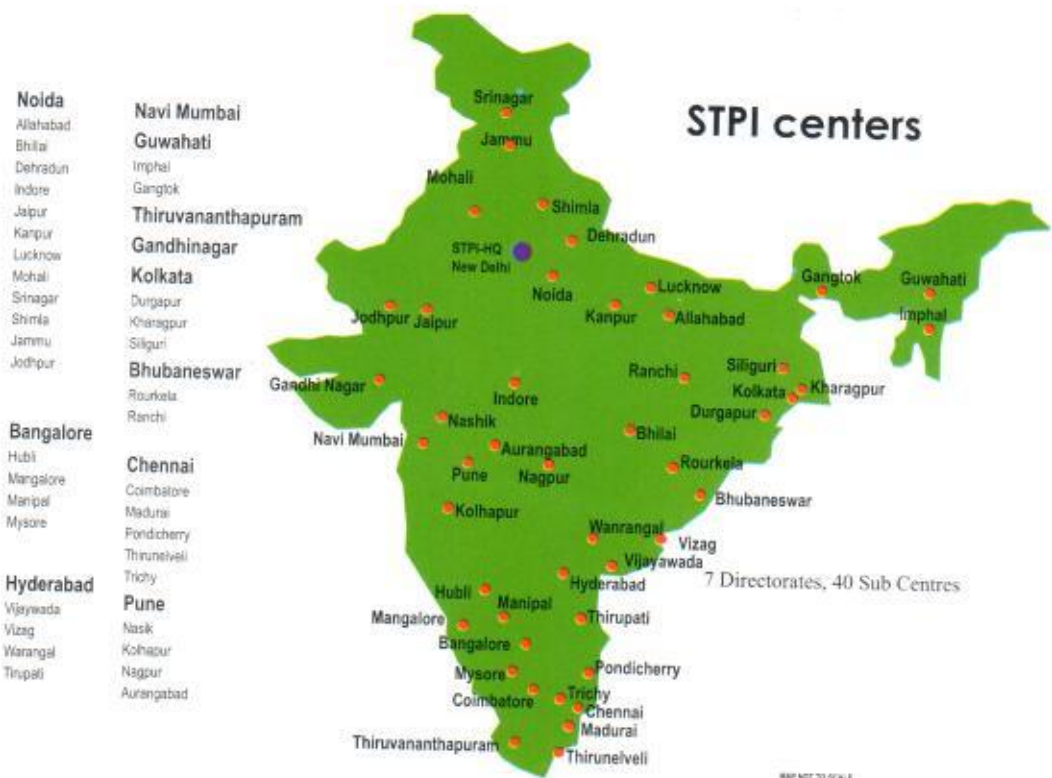 STPI centers
Noida
Allahabad
Bhillai
Dehradun
Indore
Jaipur
Kanpur
Lucknow
Mohali
Srinagar
Shimla
Jammu
Jodhpur
Bangalore
Hubli
Mangalore
Manipal
Mysore
Hyderabad
Vijaywada
Vizag
Warangal
Tirupati
Navi Mumbai
Guwahati
Imphal
Gangtok
Thiruvananthapuram
Gandhinagar
Kolkata
Durgapur
Kharagpur
Siliguri
Bhubaneswar
Rourkela
Ranchi
Chennai
Coimbatore
Madurai
Pondicherry
Thirunelveli
Trichy
Pune
Nasik
Kolhapur
Nagpur
Aurangabad
Srinagar
Jammu
Mohali
Shimla
STPI-HQ
New Delhi
Dehradun
Noida
Lucknow
Gangtok
Guwahati
Jodhpur
Jaipur
Kanpur
Allahabad
Imphal
Gandhi Nagar
Indore
Ranchi
Siliguri
Kolkata
Kharagpur
Durgapur
Nashik
Navi Mumbai
Aurangabad
Bhilai
Pune
Nagpur
Rourkela
Kolhapur
Bhubaneswar
Wanrangal
Vizag
Vijayawada
Hyderabad
7 Directorates, 40 Sub Centres
Hubli
Manipal
Mangalore
Thirupati
Bangalore
Mysore
Pondicherry
Coimbatore
Trichy
Chennai
Madurai
Thiruvananthapuram
Thirunelveli
MAP NOT TO SCALE